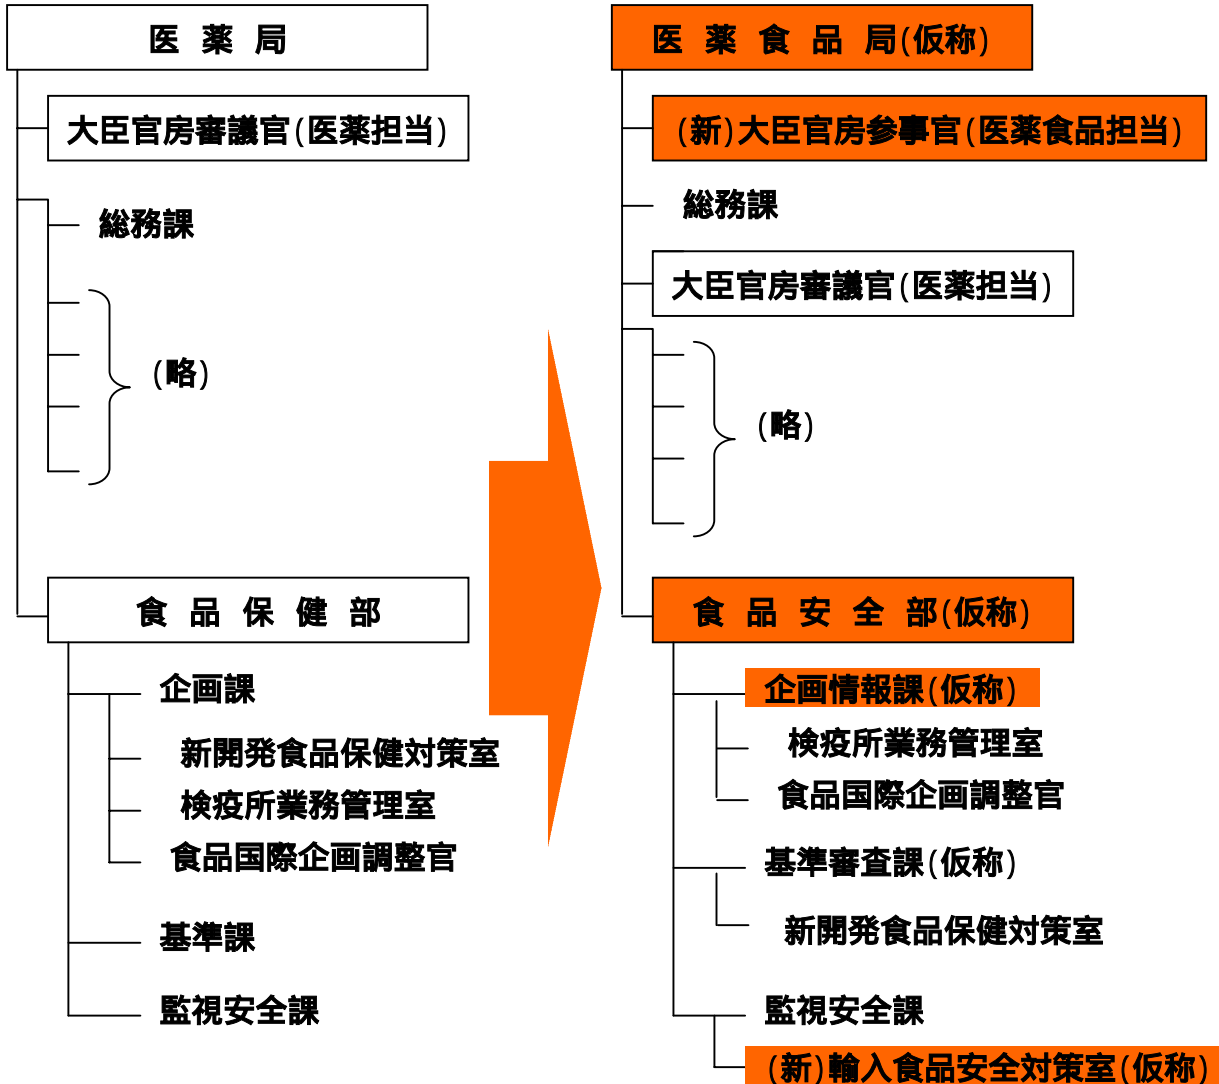 医 薬 局
大臣官房審議官(医薬担当)
総務課
(略)
食 品 保 健 部
企画課
新開発食品保健対策室
検疫所業務管理室
食品国際企画調整官
基準課
監視安全課
医 薬 食 品 局(仮称)
(新)大臣官房参事官(医薬食品担当)
総務課
大臣官房審議官(医薬担当)
(略)
食 品 安 全 部(仮称)
企画情報課(仮称)
検疫所業務管理室
食品国際企画調整官
基準審査課(仮称)
新開発食品保健対策室
監視安全課
(新)輸入食品安全対策室(仮称)